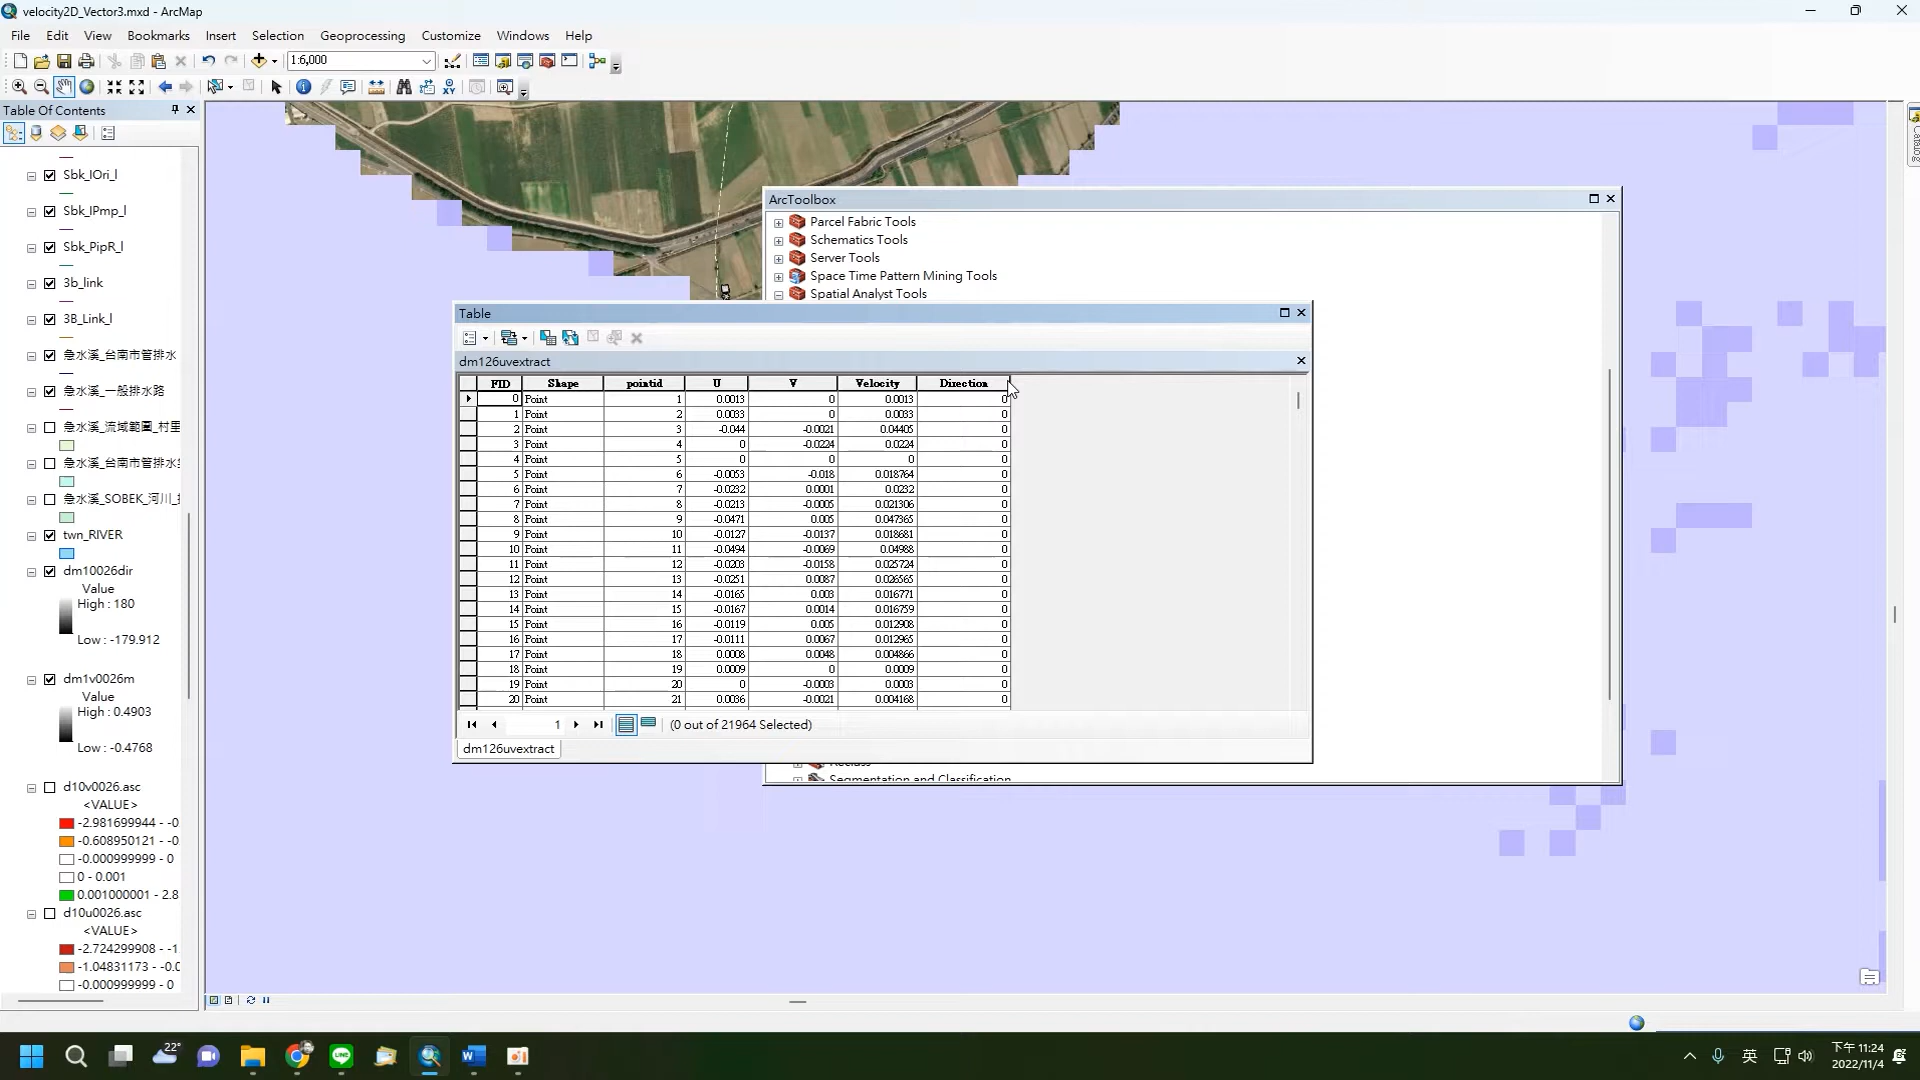 velocity2D_Vector3.mxd - ArcMap
File Edit View Bookmarks Insert Selection Geoprocessing Customize Windows Help
1:6,000
Table Of Contents
Sbk_IOri_l
Sbk_IPmp_l
Sbk_PipR_l
3b_link
3B_Link_l
急水溪_台南市管排水
急水溪_一般排水路
急水溪_流域範圍_村里
急水溪_台南市管排水
急水溪_SOBEK_河川_
twn_RIVER
dm10026dir
Value
High : 180
Low : -179.912
dm1v0026m
Value
High : 0.4903
Low : -0.4768
d10v0026.asc
<VALUE>
-2.981699944 - -0
-0.608950121 - -0
-0.000999999 - 0
0 - 0.001
0.001000001 - 2.8
d10u0026.asc
<VALUE>
-2.724299908 - -1
-1.04831173 - -0.0
-0.000999999 - 0
Catalog
ArcToolbox
Parcel Fabric Tools
Schematics Tools
Server Tools
Space Time Pattern Mining Tools
Spatial Analyst Tools
Table
dm126uvextract
FID Shape pointid U V Velocity Direction
0 Point 1 0.0013 0 0.0013 0
1 Point 2 0.0033 0 0.0033 0
2 Point 3 -0.044 -0.0021 0.04405 0
3 Point 4 0 -0.0224 0.0224 0
4 Point 5 0 0 0 0
5 Point 6 -0.0053 -0.018 0.018764 0
6 Point 7 -0.0232 0.0001 0.0232 0
7 Point 8 -0.0213 -0.0005 0.021306 0
8 Point 9 -0.0471 0.005 0.047365 0
9 Point 10 -0.0127 -0.0137 0.018681 0
10 Point 11 -0.0494 -0.0069 0.04988 0
11 Point 12 -0.0203 -0.0158 0.025724 0
12 Point 13 -0.0251 0.0087 0.026565 0
13 Point 14 -0.0165 0.003 0.016771 0
14 Point 15 -0.0167 0.0014 0.016759 0
15 Point 16 -0.0119 0.005 0.012908 0
16 Point 17 -0.0111 0.0067 0.012965 0
17 Point 18 0.0008 0.0048 0.004866 0
18 Point 19 0.0009 0 0.0009 0
19 Point 20 0 -0.0003 0.0003 0
20 Point 21 0.0036 -0.0021 0.004168 0
1 (0 out of 21964 Selected)
dm126uvextract
Segmentation and Classification
22°
英
下午 11:24
2022/11/4